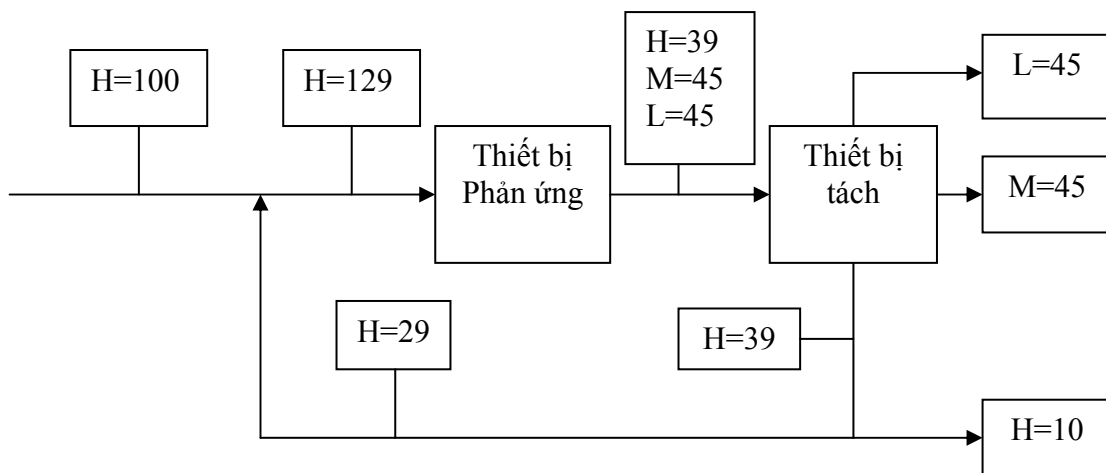 H=100
H=129
H=39
M=45
L=45
L=45
Thiết bị
Phản ứng
Thiết bị
tách
M=45
H=29
H=39
H=10